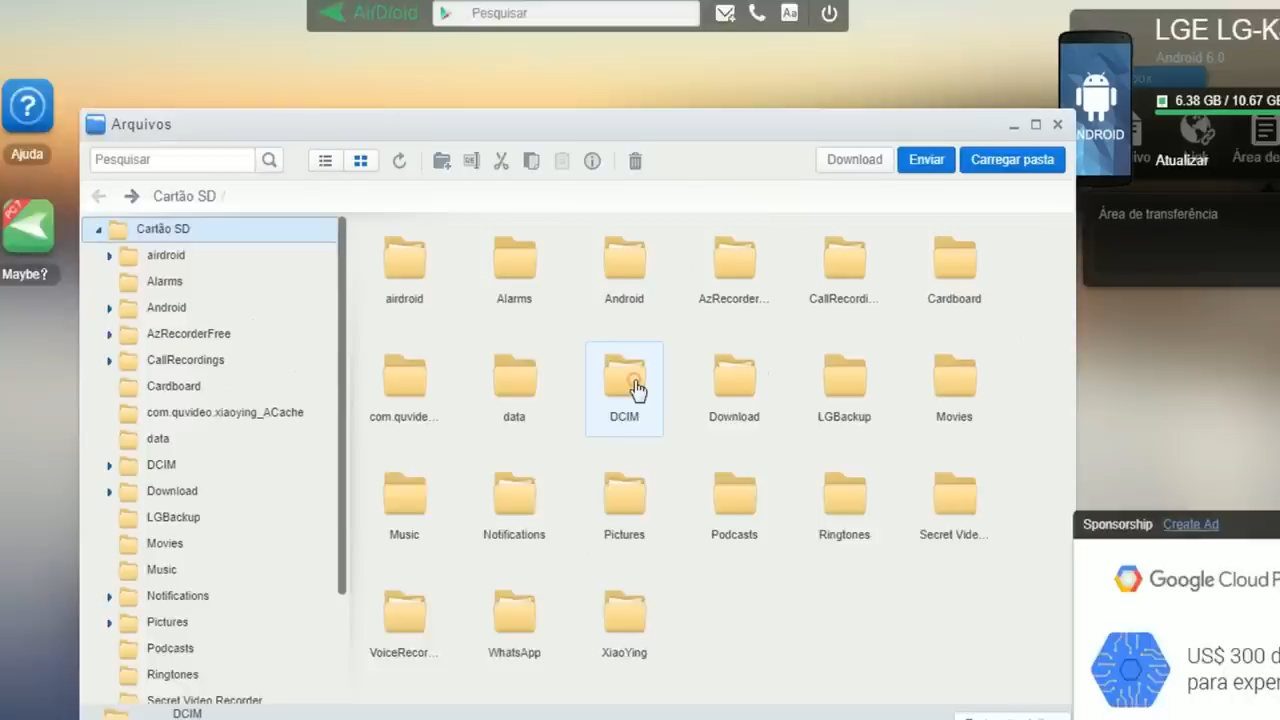 AirDroid
Pesquisar
Aa
LGE LG-K
Android 6.0
6.38 GB / 10.67 GB
ANDROID
Atualizar
Área de
Área de transferência
?
Ajuda
PC?
Maybe?
Arquivos
Pesquisar
Download
Enviar
Carregar pasta
Cartão SD /
Cartão SD
airdroid
Alarms
Android
AzRecorderFree
CallRecordings
Cardboard
com.quvideo.xiaoying_ACache
data
DCIM
Download
LGBackup
Movies
Music
Notifications
Pictures
Podcasts
Ringtones
Secret Video Recorder
airdroid
Alarms
Android
AzRecorder...
CallRecordi...
Cardboard
com.quvide...
data
DCIM
Download
LGBackup
Movies
Music
Notifications
Pictures
Podcasts
Ringtones
Secret Vide...
VoiceRecor...
WhatsApp
XiaoYing
DCIM
Sponsorship
Create Ad
Google Cloud P
US$ 300 d
para exper